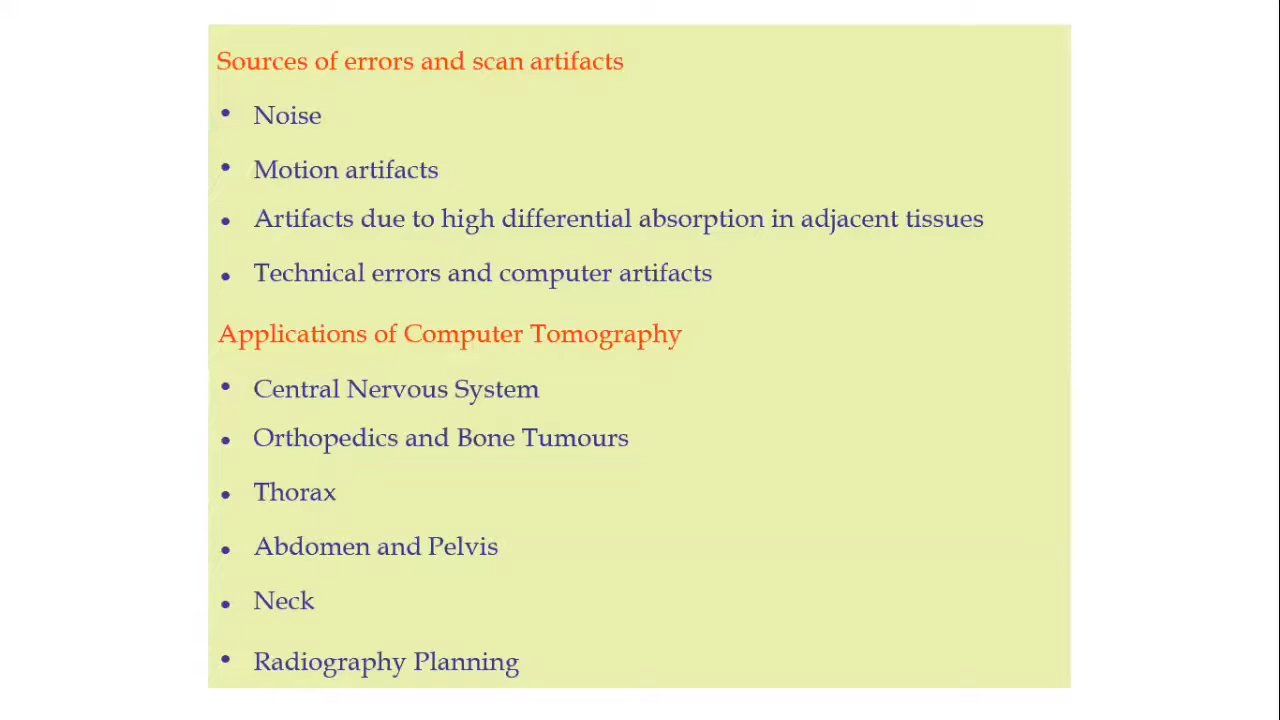 Sources of errors and scan artifacts
• Noise
• Motion artifacts
• Artifacts due to high differential absorption in adjacent tissues
• Technical errors and computer artifacts
Applications of Computer Tomography
• Central Nervous System
• Orthopedics and Bone Tumours
• Thorax
• Abdomen and Pelvis
• Neck
• Radiography Planning